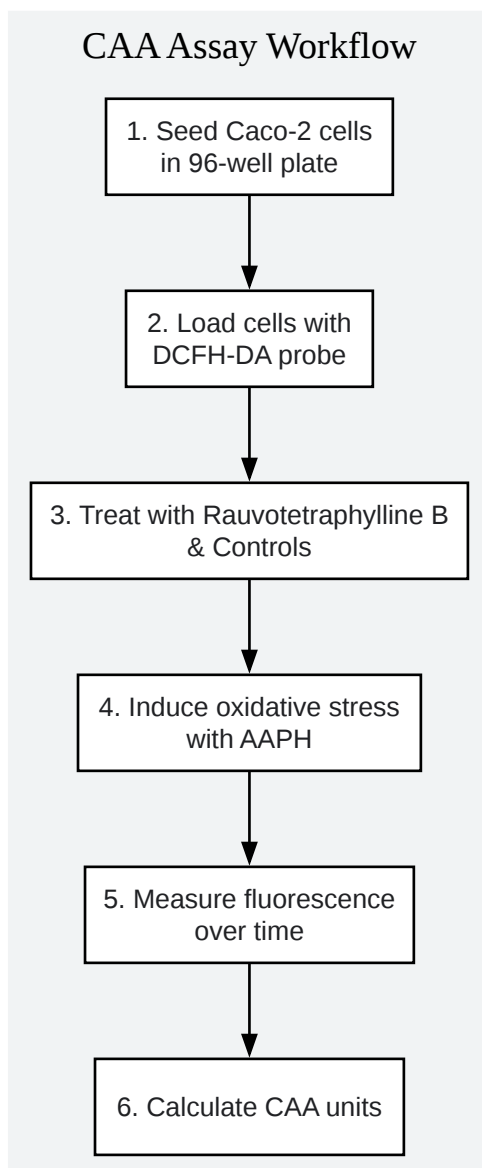 CAA Assay Workflow
1. Seed Caco-2 cells
in 96-well plate
2. Load cells with
DCFH-DA probe
3. Treat with Rauvotetraphylline B
& Controls
4. Induce oxidative stress
with AAPH
5. Measure fluorescence
over time
6. Calculate CAA units